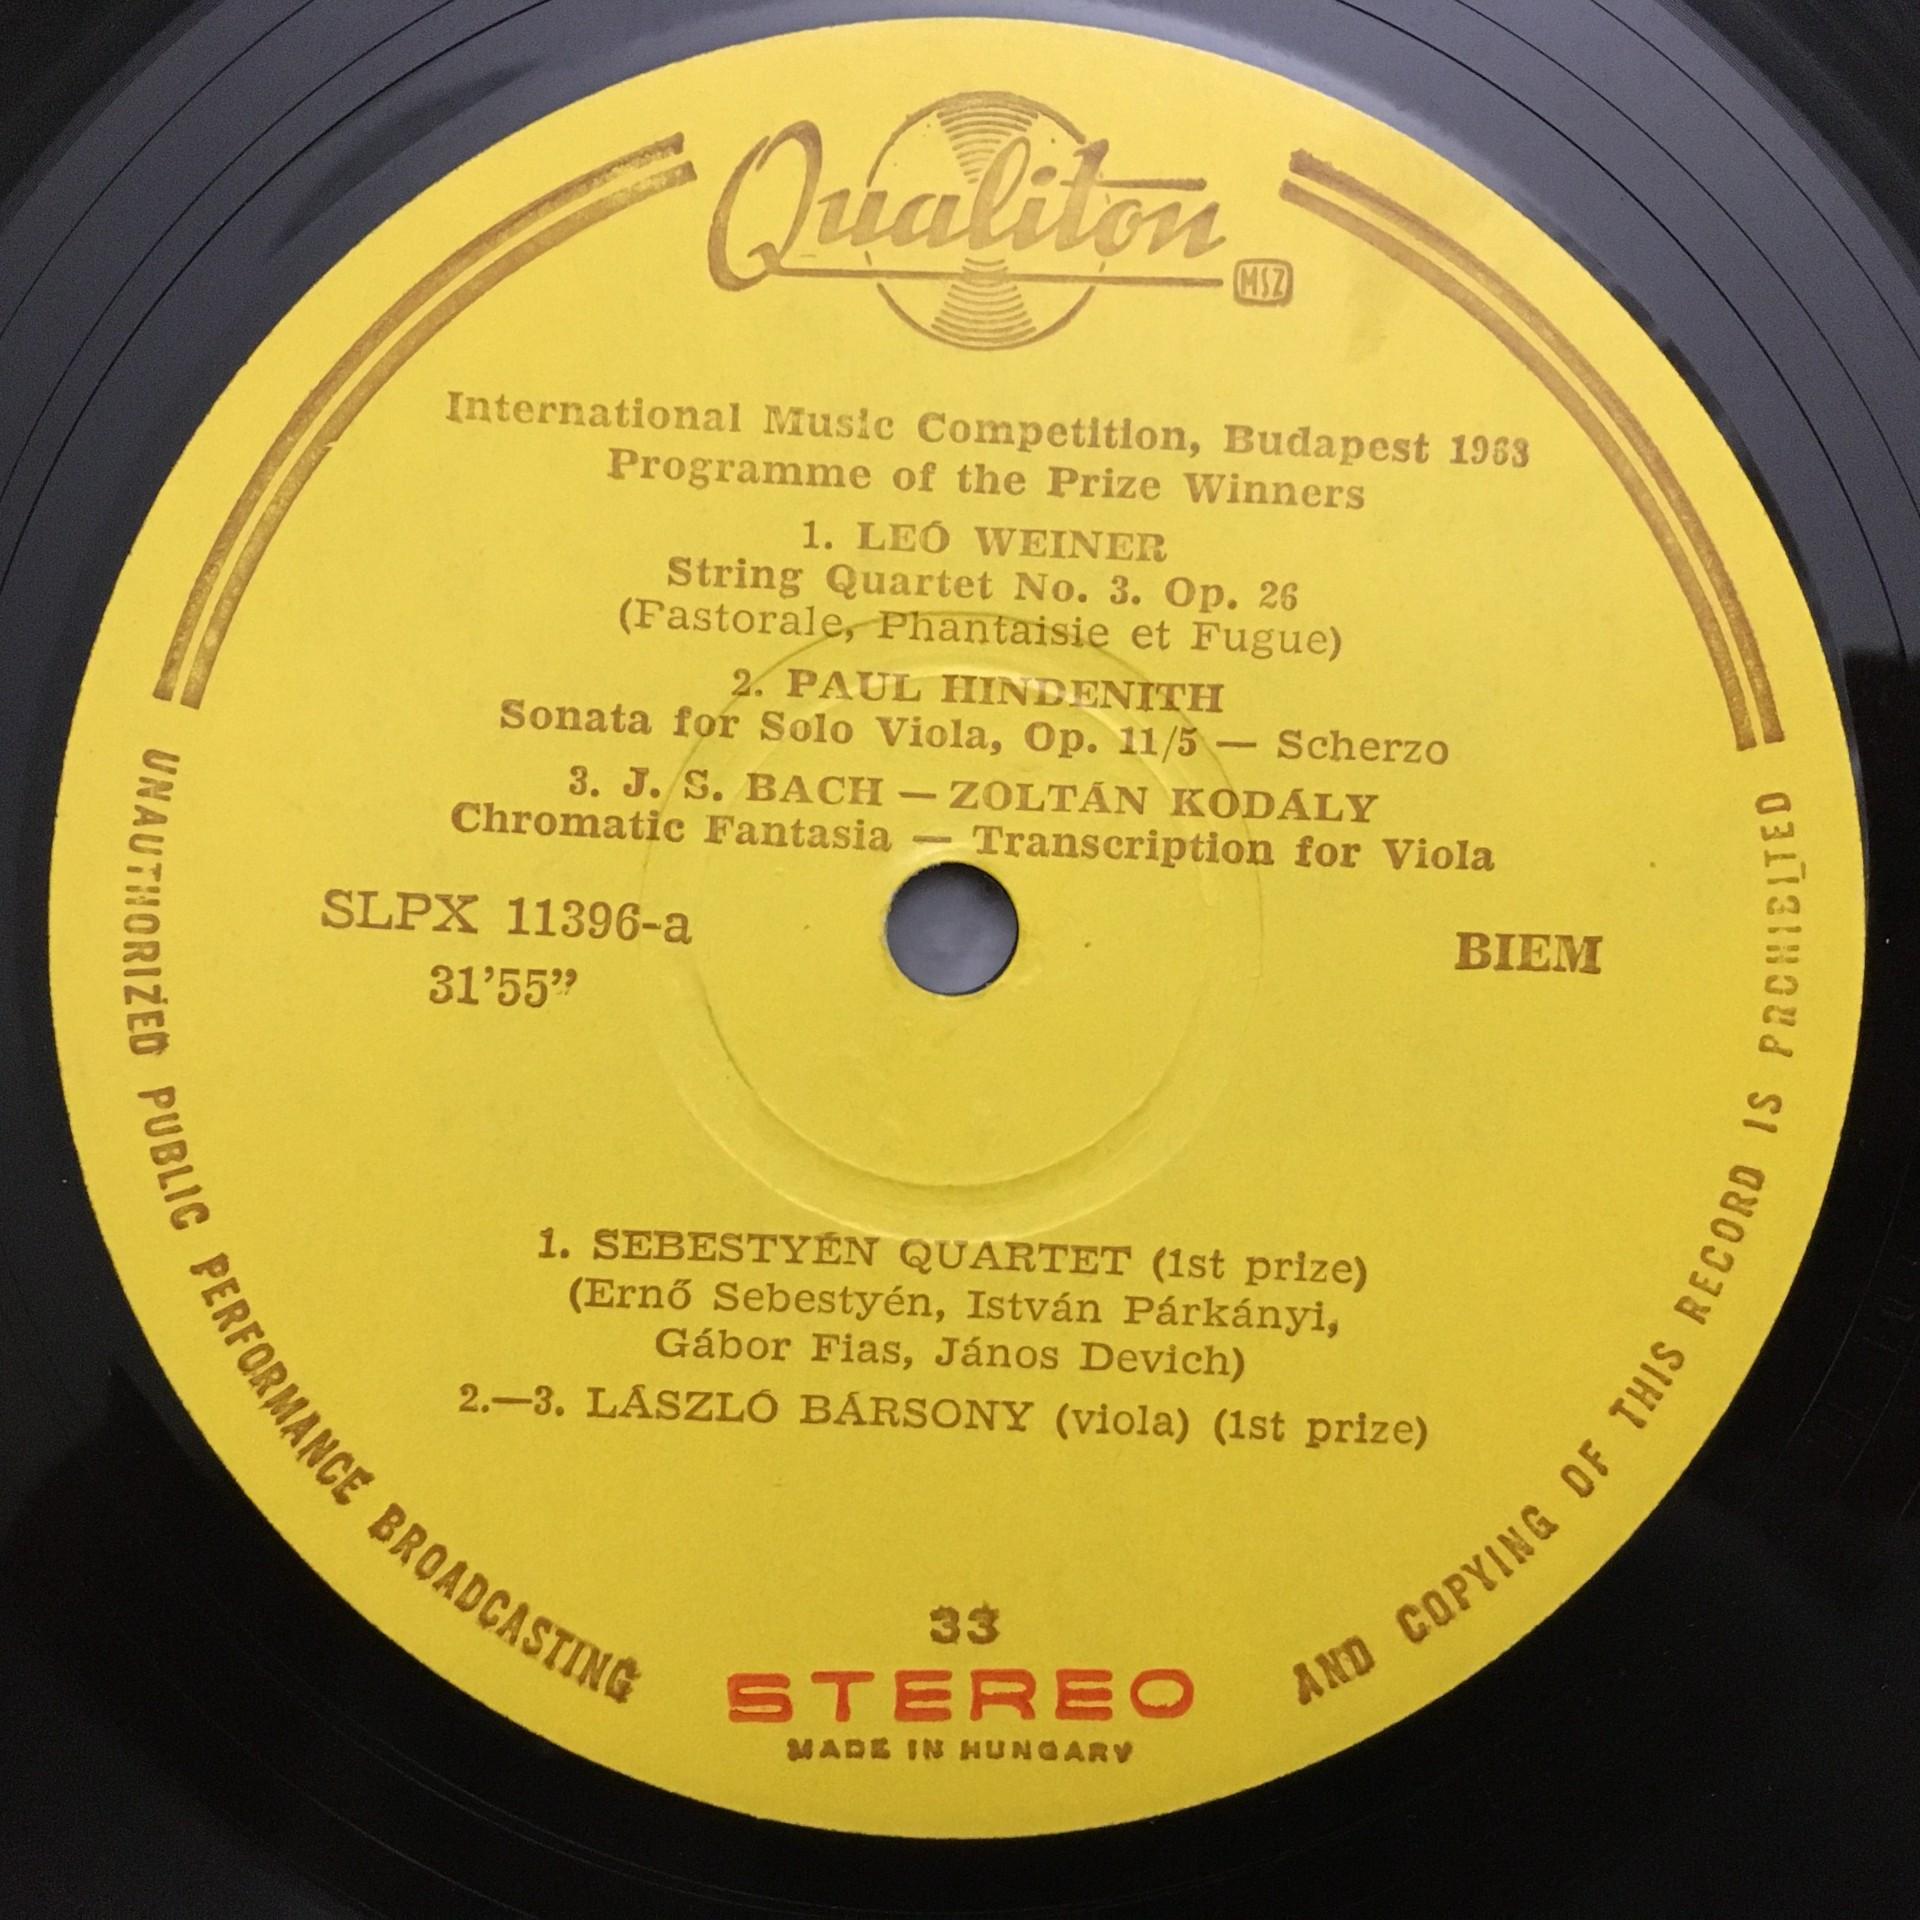 Qualiton
MSZ
International Music Competition, Budapest 1968
Programme of the Prize Winners
1. LEÓ WEINER
String Quartet No. 3. Op. 26
(Fastorale, Phantaisie et Fugue)
2. PAUL HINDENITH
Sonata for Solo Viola, Op. 11/5 — Scherzo
3. J. S. BACH — ZOLTÁN KODÁLY
Chromatic Fantasia — Transcription for Viola
SLPX 11396-a
31’55”
BIEM
1. SEBESTYÉN QUARTET (1st prize)
(Ernő Sebestyén, István Párkányi,
Gábor Fias, János Devich)
2.—3. LÁSZLÓ BÁRSONY (viola) (1st prize)
33
STEREO
MADE IN HUNGARY
UNAUTHORIZED PUBLIC PERFORMANCE BROADCASTING
AND COPYING OF THIS RECORD IS PROHIBITED